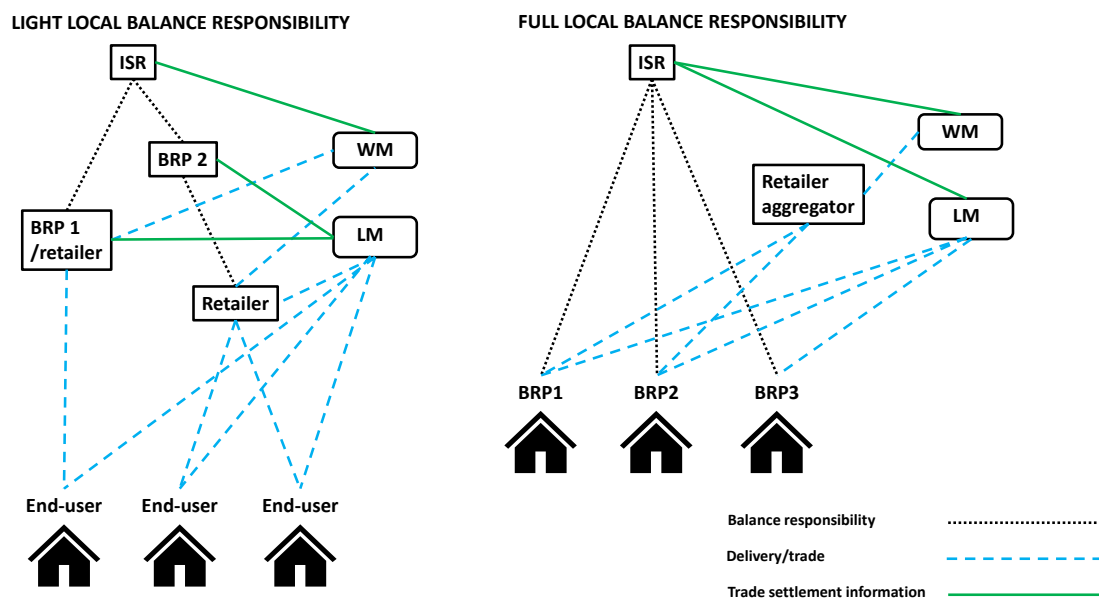 LIGHT LOCAL BALANCE RESPONSIBILITY
ISR
WM
BRP 2
BRP 1
/retailer
LM
Retailer
End-user
End-user
End-user
FULL LOCAL BALANCE RESPONSIBILITY
ISR
WM
Retailer
aggregator
LM
BRP1
BRP2
BRP3
Balance responsibility
Delivery/trade
Trade settlement information